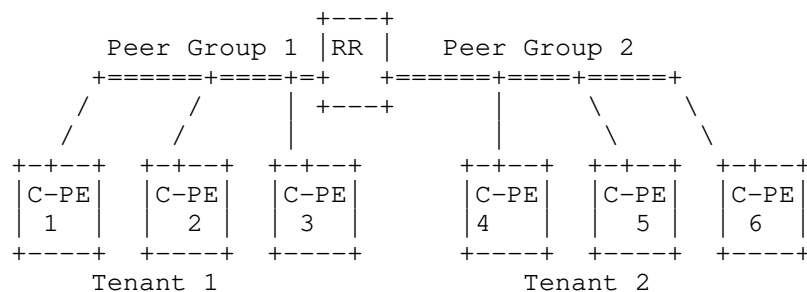 Peer Group 1 RR Peer Group 2
C-PE C-PE C-PE C-PE C-PE C-PE
1 2 3 4 5 6
Tenant 1 Tenant 2